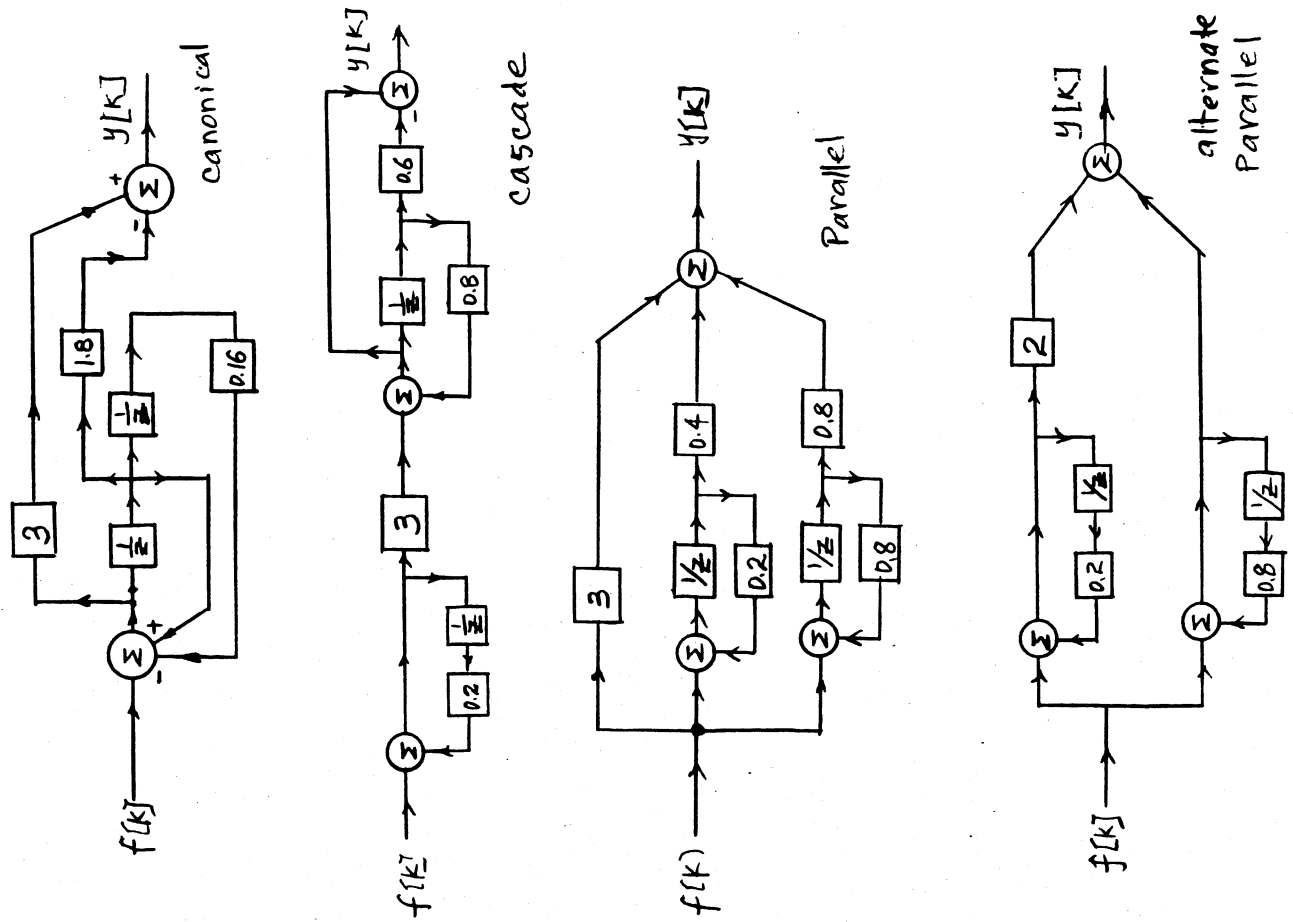 3
1.8
y[k]
+
-
f[k] Σ 1/z 1/z Σ
+
-
0.16
canonical
y[k]
f[k] Σ 3 Σ 1/z 0.6 Σ
-
0.2 1/z 0.8
cascade
3
f[k) Σ 1/z 0.4 Σ y[k]
0.2
Σ 1/z 0.8
0.8
Parallel
Σ 2
0.2 1/z
y[k]
f[k] Σ
Σ
0.8 1/z
alternate
Parallel